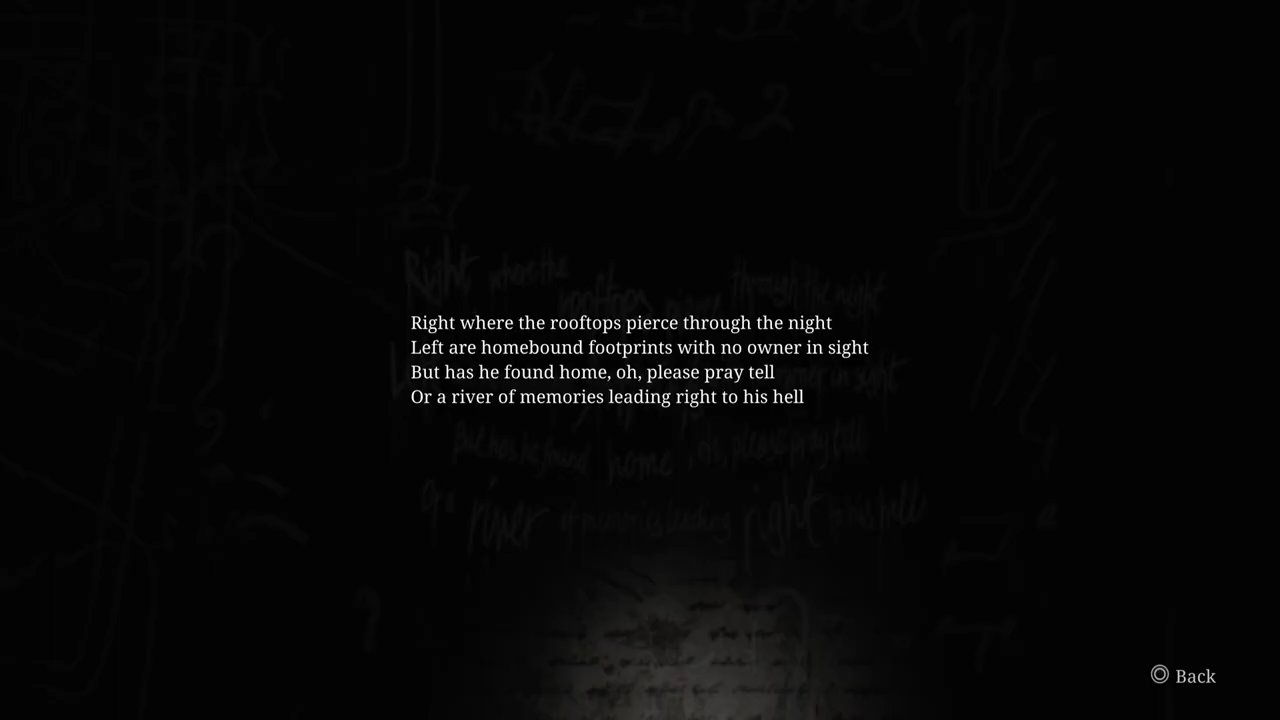 Right where the rooftops pierce through the night
Left are homebound footprints with no owner in sight
But has he found home, oh, please pray tell
Or a river of memories leading right to his hell
Back